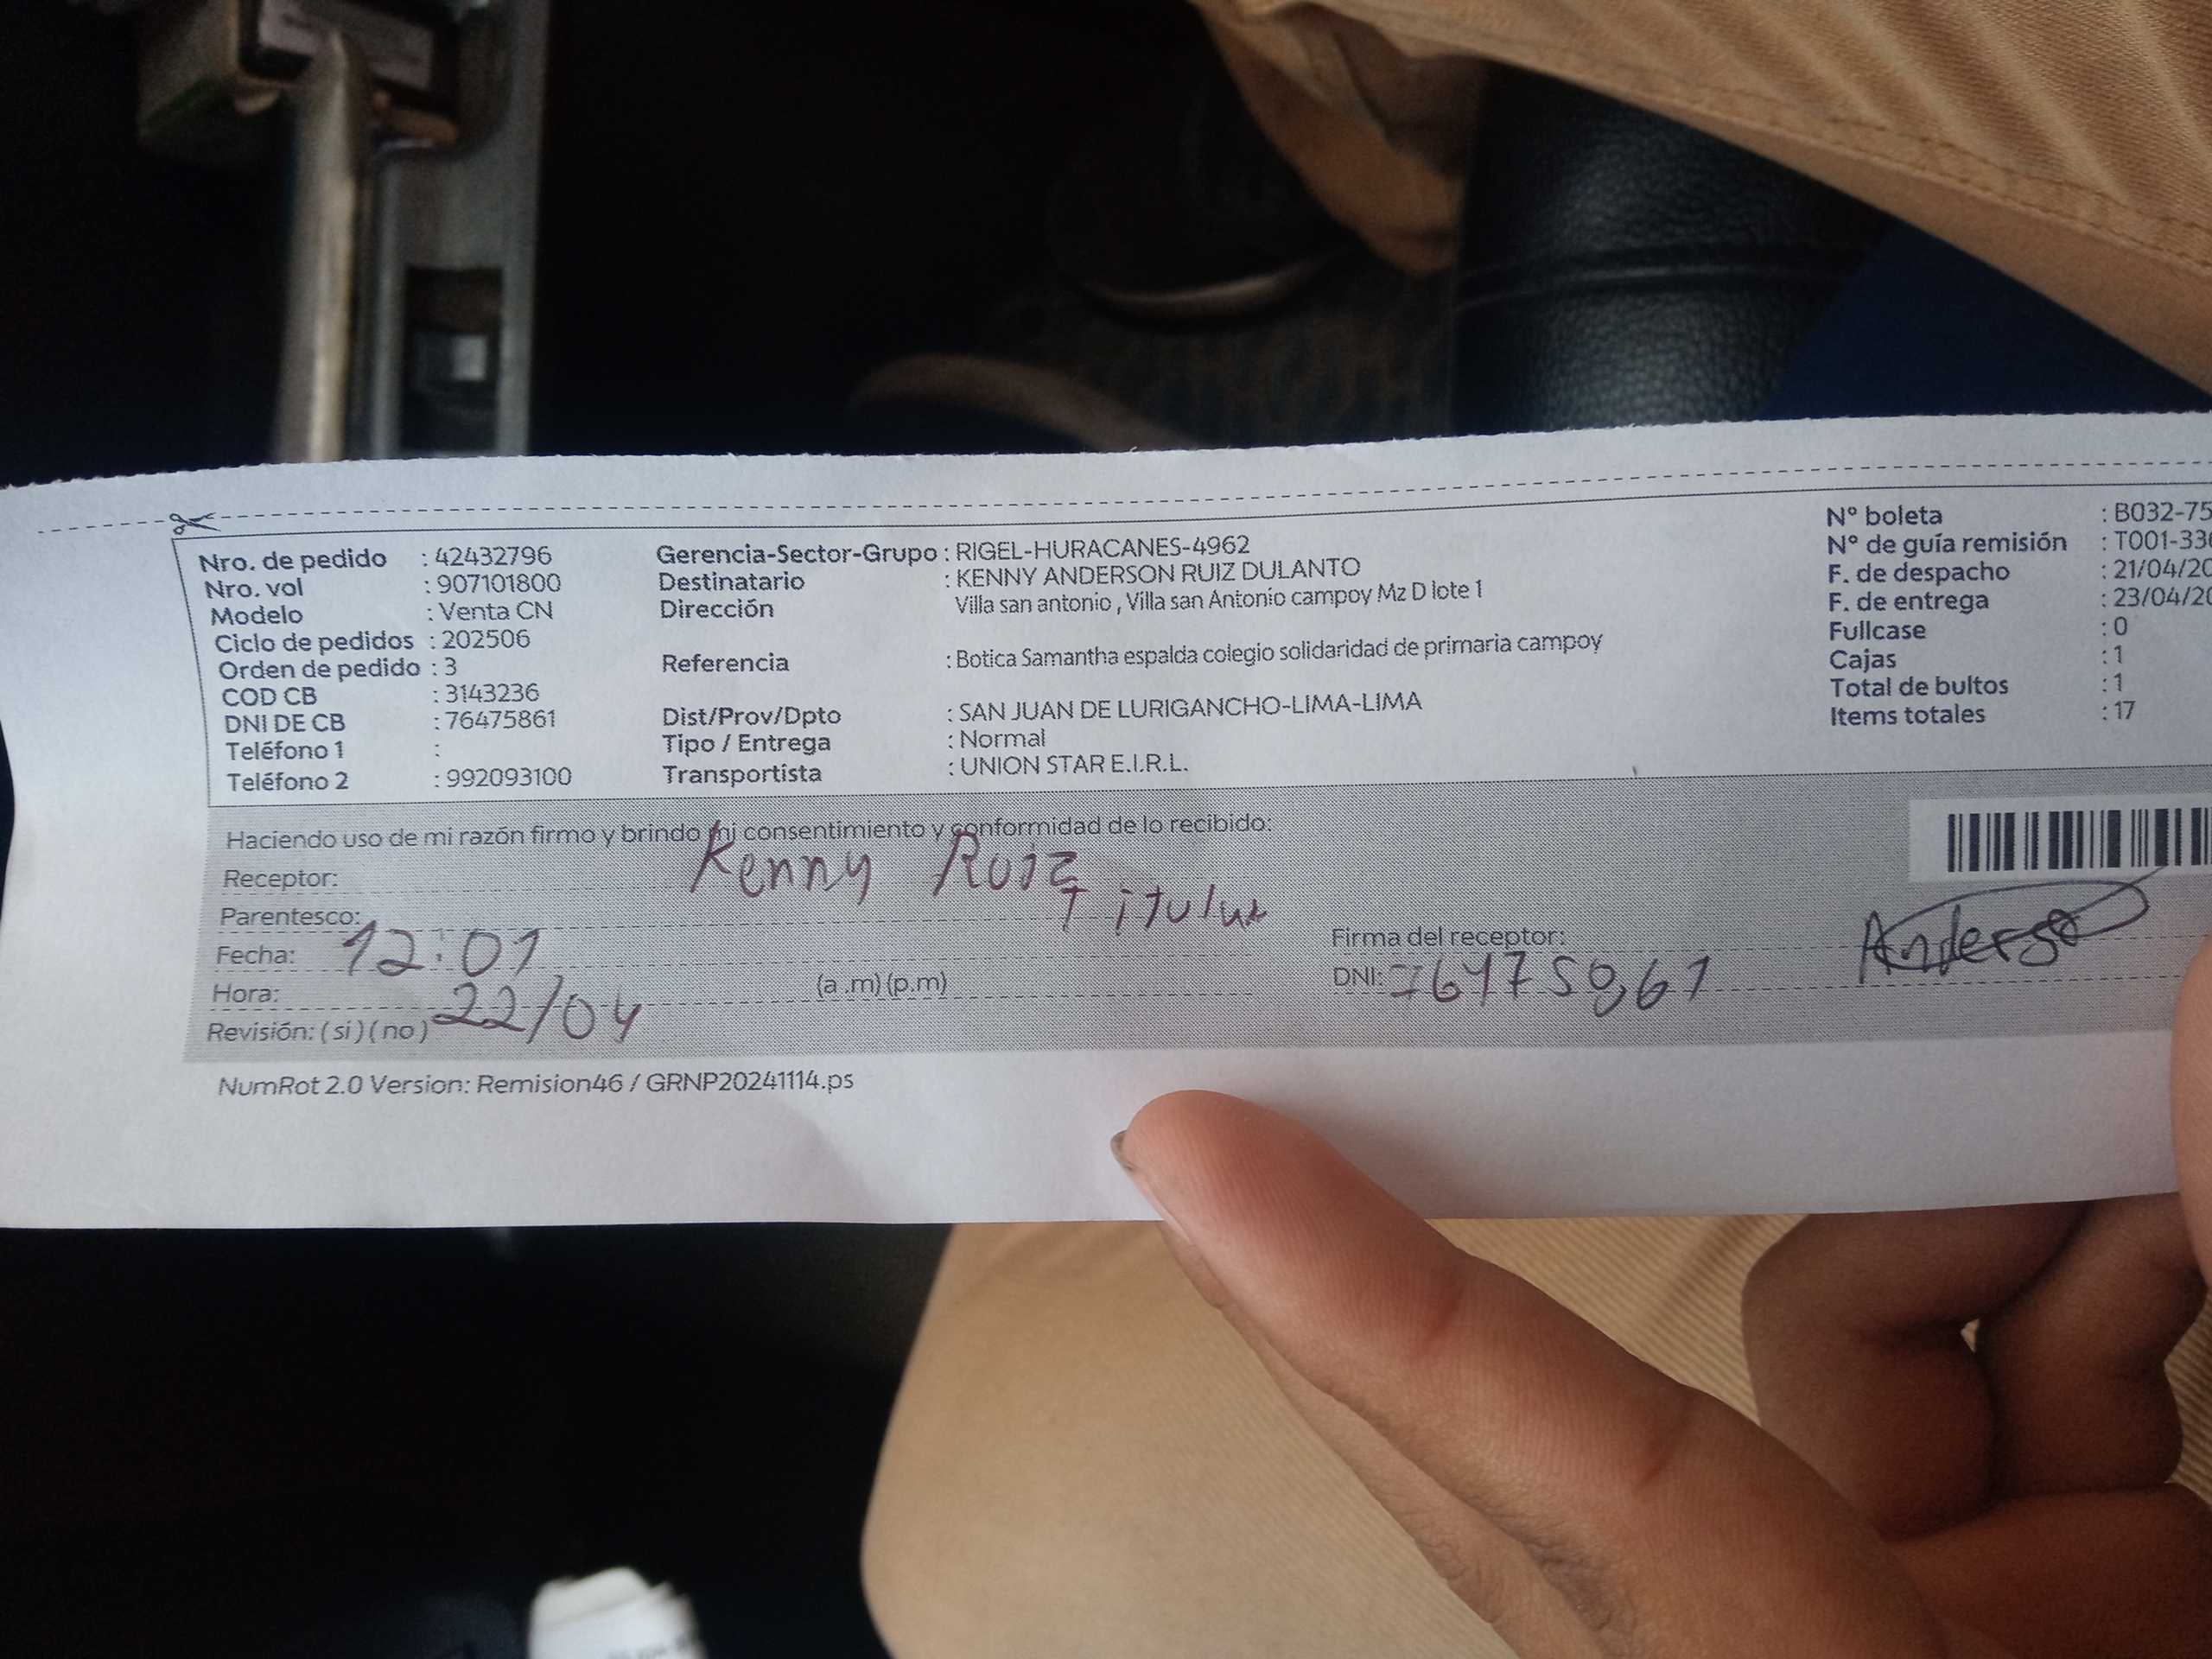 Nro. de pedido : 42432796
Nro. vol : 907101800
Modelo : Venta CN
Ciclo de pedidos : 202506
Orden de pedido : 3
COD CB : 3143236
DNI DE CB : 76475861
Teléfono 1 :
Teléfono 2 : 992093100
Gerencia-Sector-Grupo : RIGEL-HURACANES-4962
Destinatario : KENNY ANDERSON RUIZ DULANTO
Dirección Villa san antonio , Villa san Antonio campoy Mz D lote 1
Referencia : Botica Samantha espalda colegio solidaridad de primaria campoy
Dist/Prov/Dpto : SAN JUAN DE LURIGANCHO-LIMA-LIMA
Tipo / Entrega : Normal
Transportista : UNION STAR E.I.R.L.
Nº boleta : B032-75
Nº de guía remisión : T001-33
F. de despacho : 21/04/20
F. de entrega : 23/04/20
Fullcase : 0
Cajas : 1
Total de bultos : 1
Items totales : 17
Haciendo uso de mi razón firmo y brindo mi consentimiento y conformidad de lo recibido:
Receptor: Kenny Ruiz
Parentesco: Titular
Fecha: 12:01
Hora: 22/04 (a .m) (p.m)
Revisión: ( si ) ( no )
Firma del receptor: Anderso
DNI: 76475861
NumRot 2.0 Version: Remision46 / GRNP20241114.ps